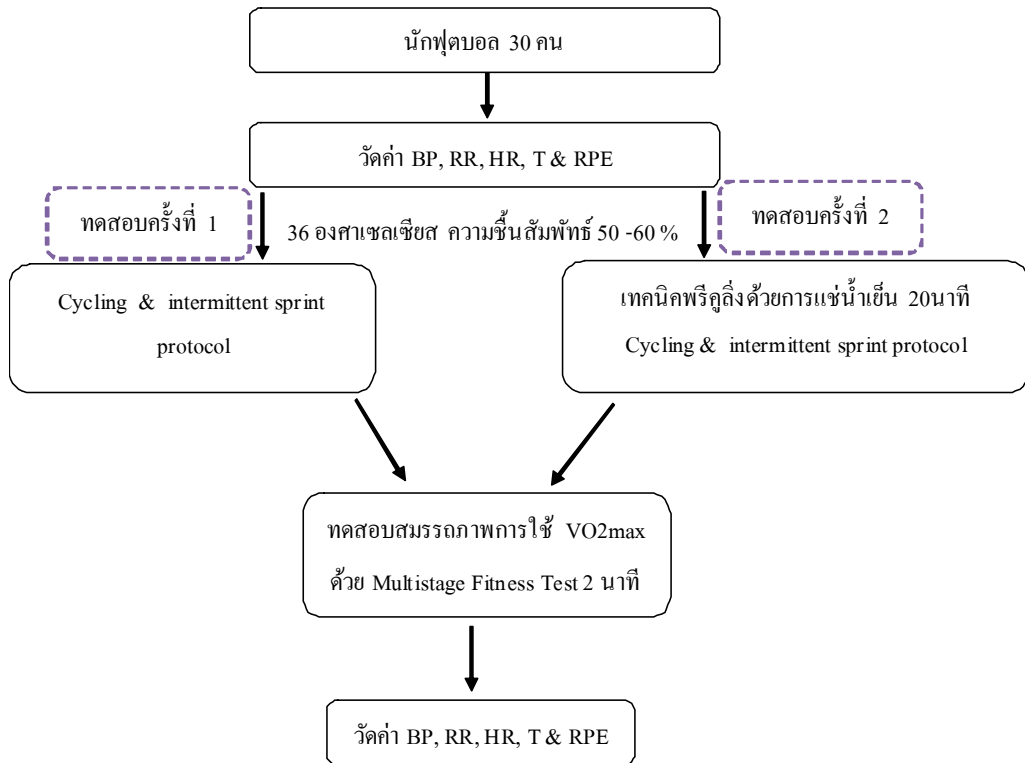 นักฟุตบอล 30 คน
วัดค่า BP, RR, HR, T & RPE
ทดสอบครั้งที่ 1
36 องศาเซลเซียส ความชื้นสัมพัทธ์ 50 -60 %
ทดสอบครั้งที่ 2
Cycling & intermittent sprint
protocol
เทคนิคพรีคูลิ่งด้วยการแช่น้ำเย็น 20นาที
Cycling & intermittent sprint protocol
ทดสอบสมรรถภาพการใช้ VO2max
ด้วย Multistage Fitness Test 2 นาที
วัดค่า BP, RR, HR, T & RPE